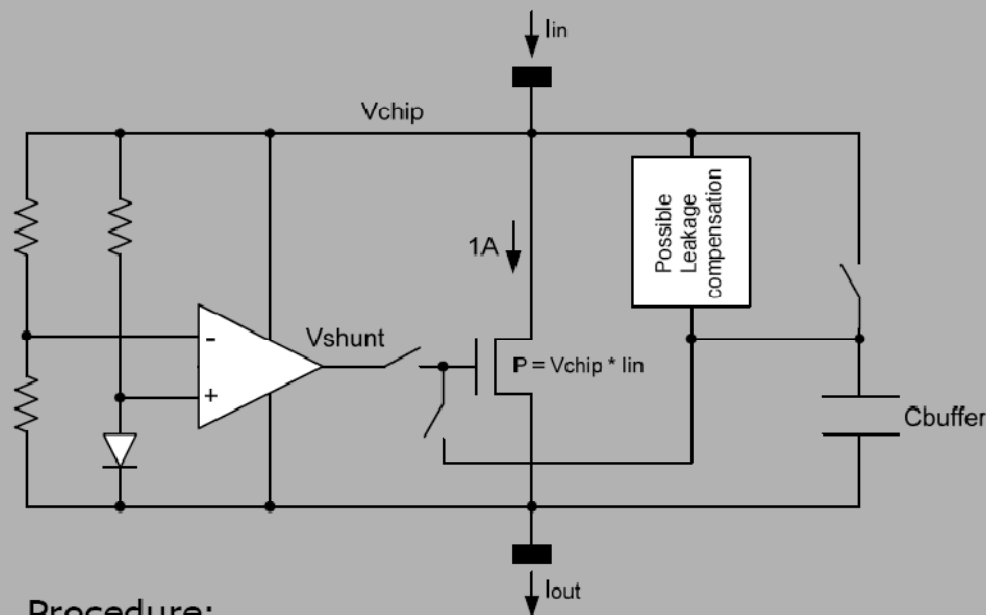 Iin
Vchip
1A
Possible
Leakage
compensation
Vshunt
-
P = Vchip * Iin
+
Cbuffer
Iout
Procedure: